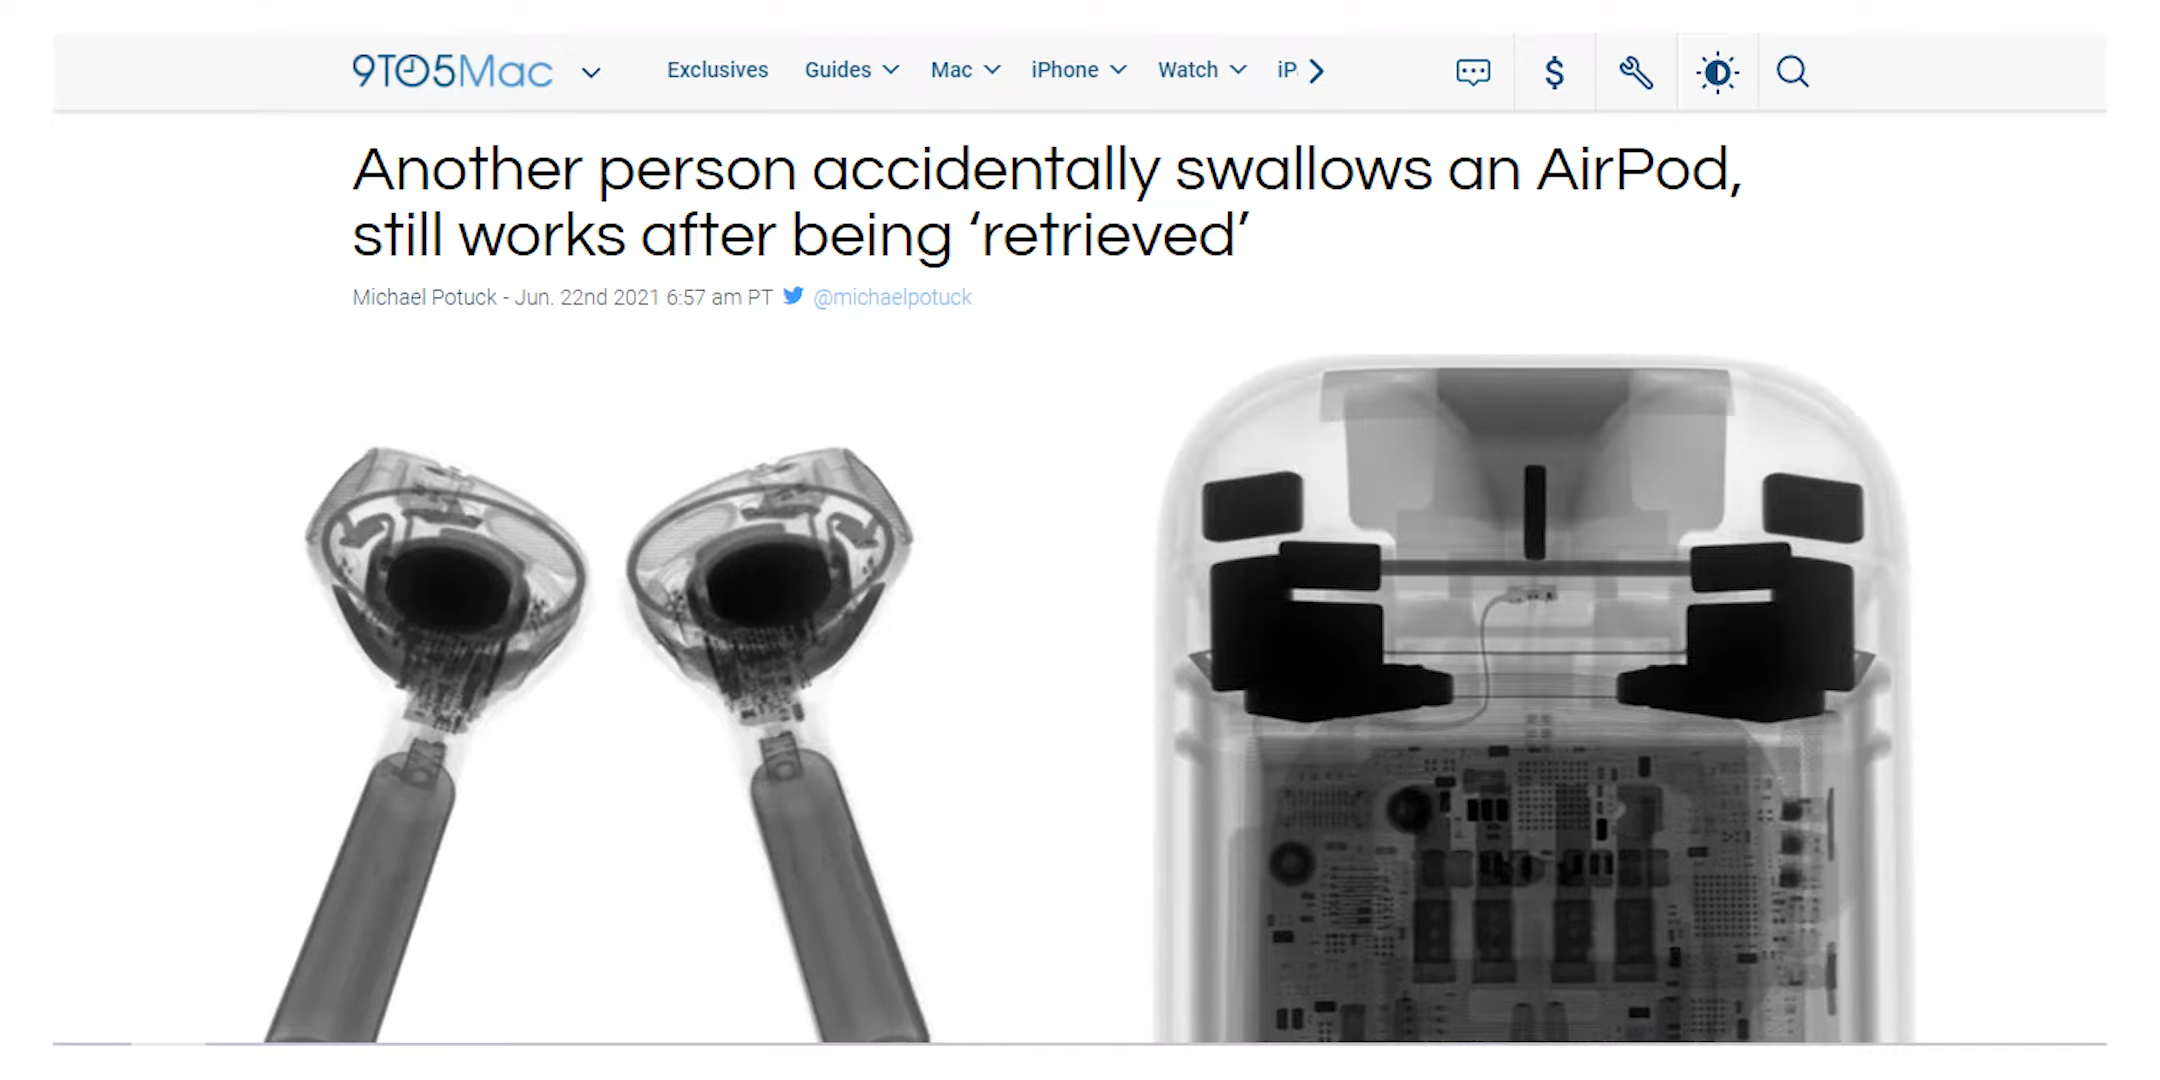 9TO5Mac Exclusives Guides Mac iPhone Watch iP
Another person accidentally swallows an AirPod,
still works after being ‘retrieved’
Michael Potuck - Jun. 22nd 2021 6:57 am PT @michaelpotuck